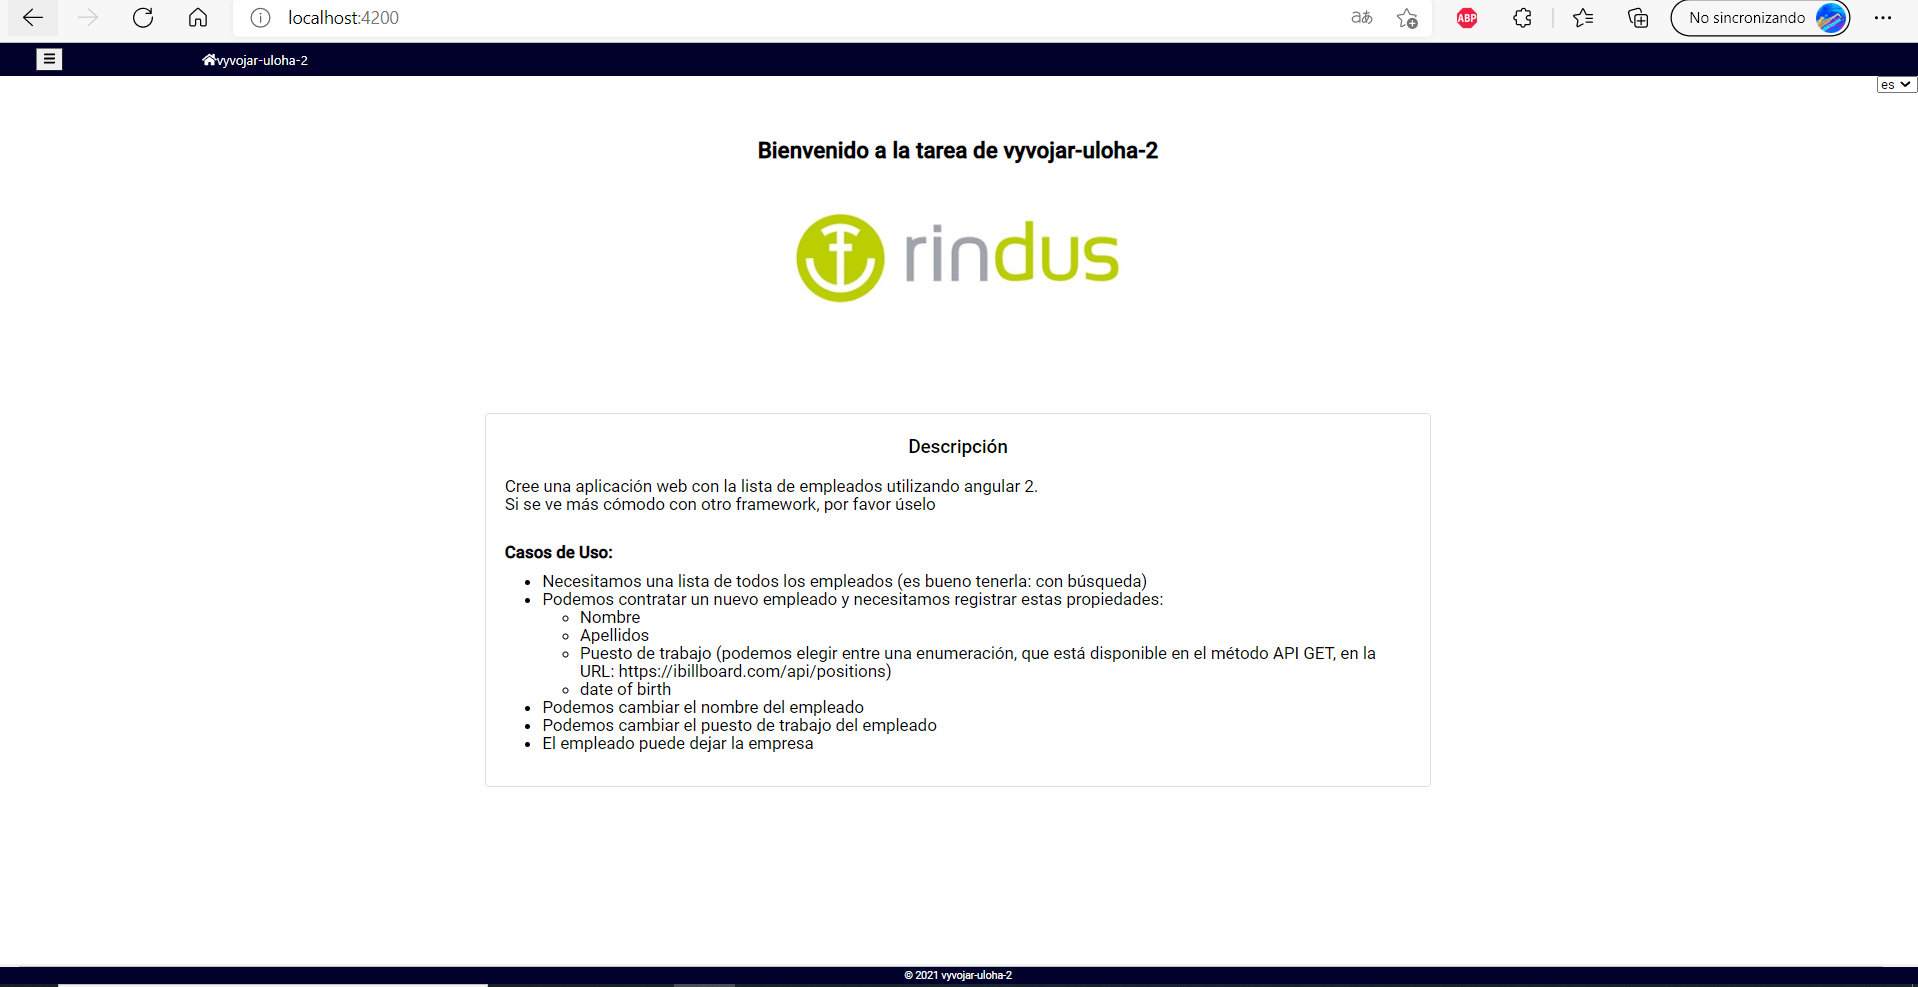 localhost:4200
aあ
ABP
No sincronizando
vyvojar-uloha-2
es
Bienvenido a la tarea de vyvojar-uloha-2
rindus
Descripción
Cree una aplicación web con la lista de empleados utilizando angular 2.
Si se ve más cómodo con otro framework, por favor úselo
Casos de Uso:
Necesitamos una lista de todos los empleados (es bueno tenerla: con búsqueda)
Podemos contratar un nuevo empleado y necesitamos registrar estas propiedades:
Nombre
Apellidos
Puesto de trabajo (podemos elegir entre una enumeración, que está disponible en el método API GET, en la
URL: https://ibillboard.com/api/positions)
date of birth
Podemos cambiar el nombre del empleado
Podemos cambiar el puesto de trabajo del empleado
El empleado puede dejar la empresa
© 2021 vyvojar-uloha-2